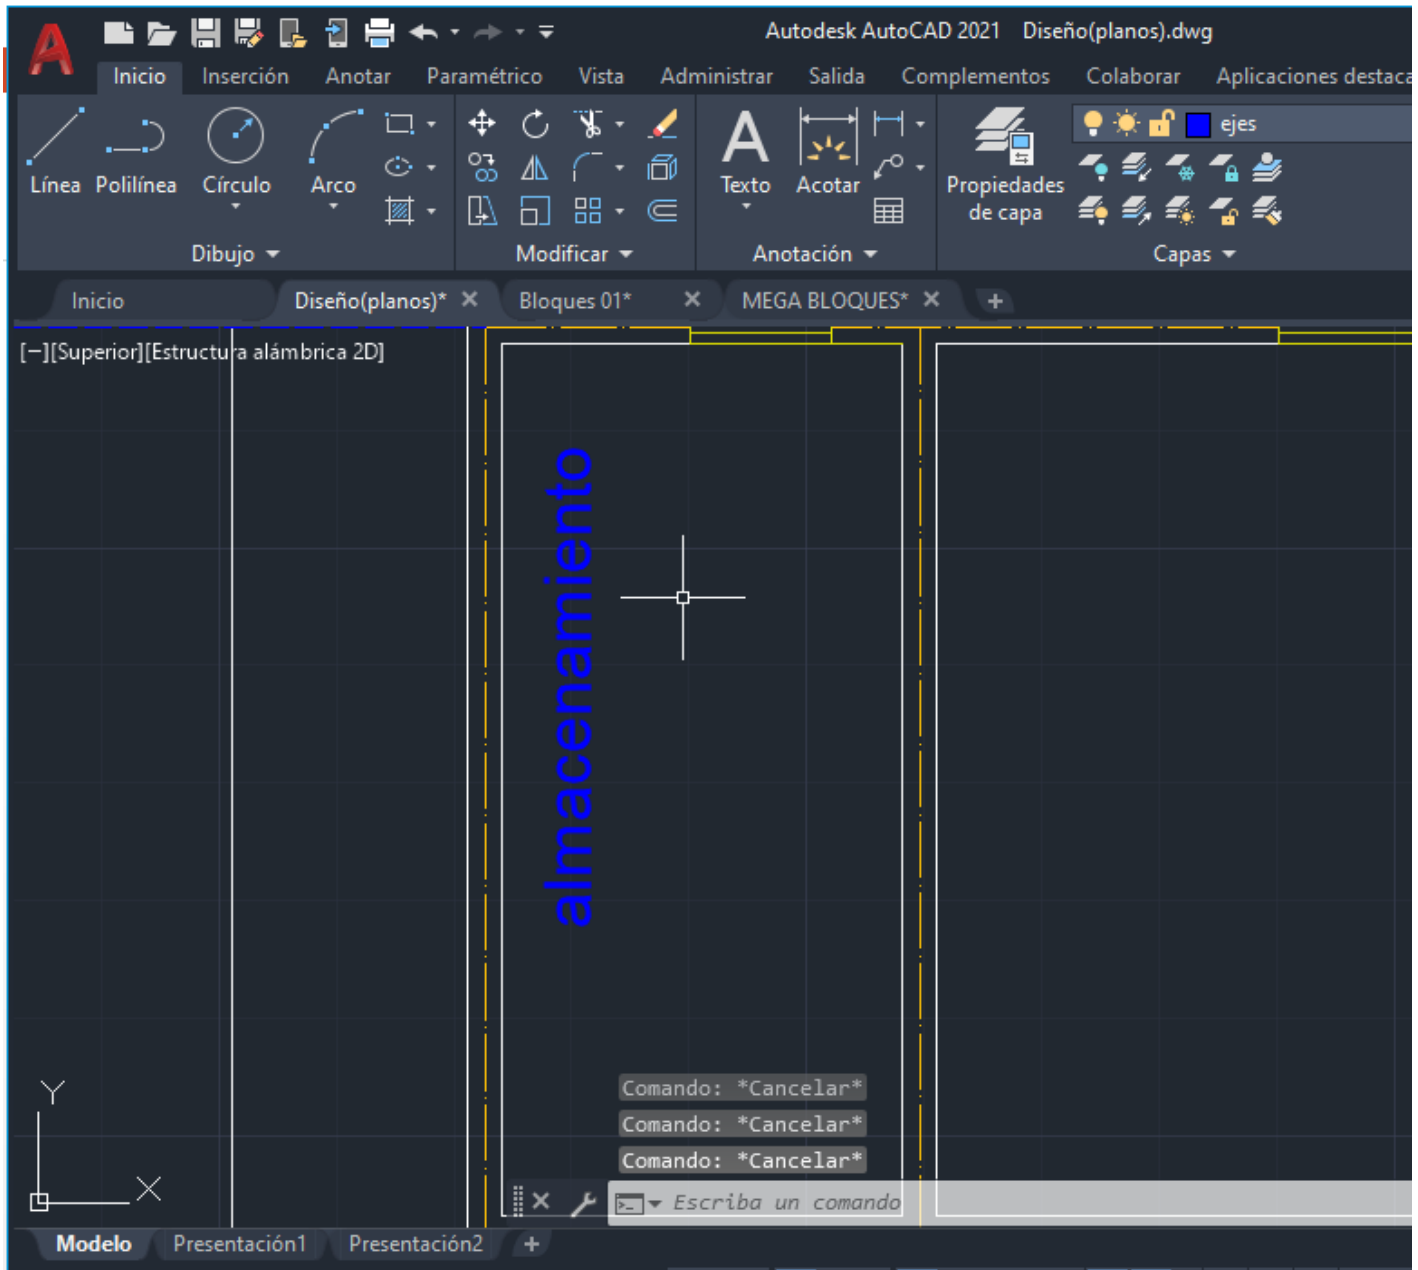 Autodesk AutoCAD 2021 Diseño(planos).dwg
Inicio Inserción Anotar Paramétrico Vista Administrar Salida Complementos Colaborar Aplicaciones destaca
ejes
Línea Polilínea Círculo Arco Texto Acotar Propiedades de capa
Dibujo Modificar Anotación Capas
Inicio Diseño(planos)* Bloques 01* MEGA BLOQUES*
[−][Superior][Estructura alámbrica 2D]
almacenamiento
Comando: *Cancelar*
Comando: *Cancelar*
Comando: *Cancelar*
Y
X
Escriba un comando
Modelo Presentación1 Presentación2 +